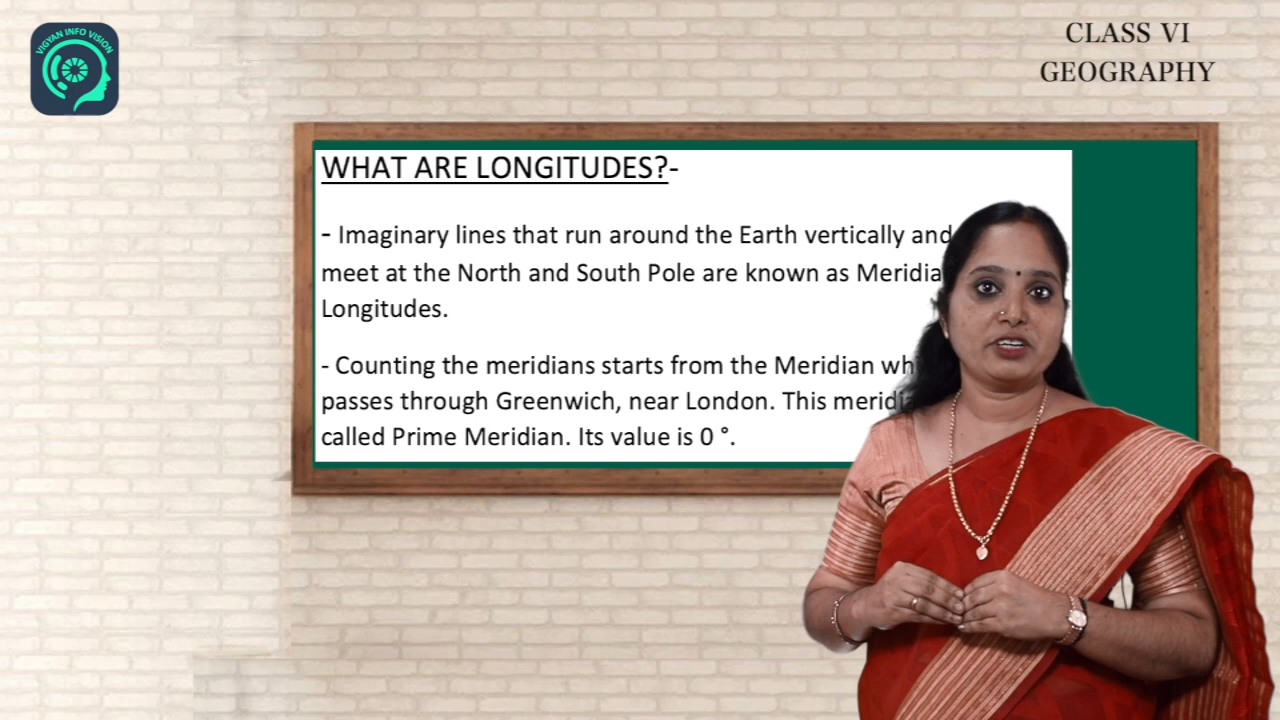 VIGYAN INFO VISION
CLASS VI
GEOGRAPHY
WHAT ARE LONGITUDES?-
- Imaginary lines that run around the Earth vertically and
meet at the North and South Pole are known as
Longitudes.
- Counting the meridians starts from the Meridian
passes through Greenwich, near London. This
called Prime Meridian. Its value is 0 °.